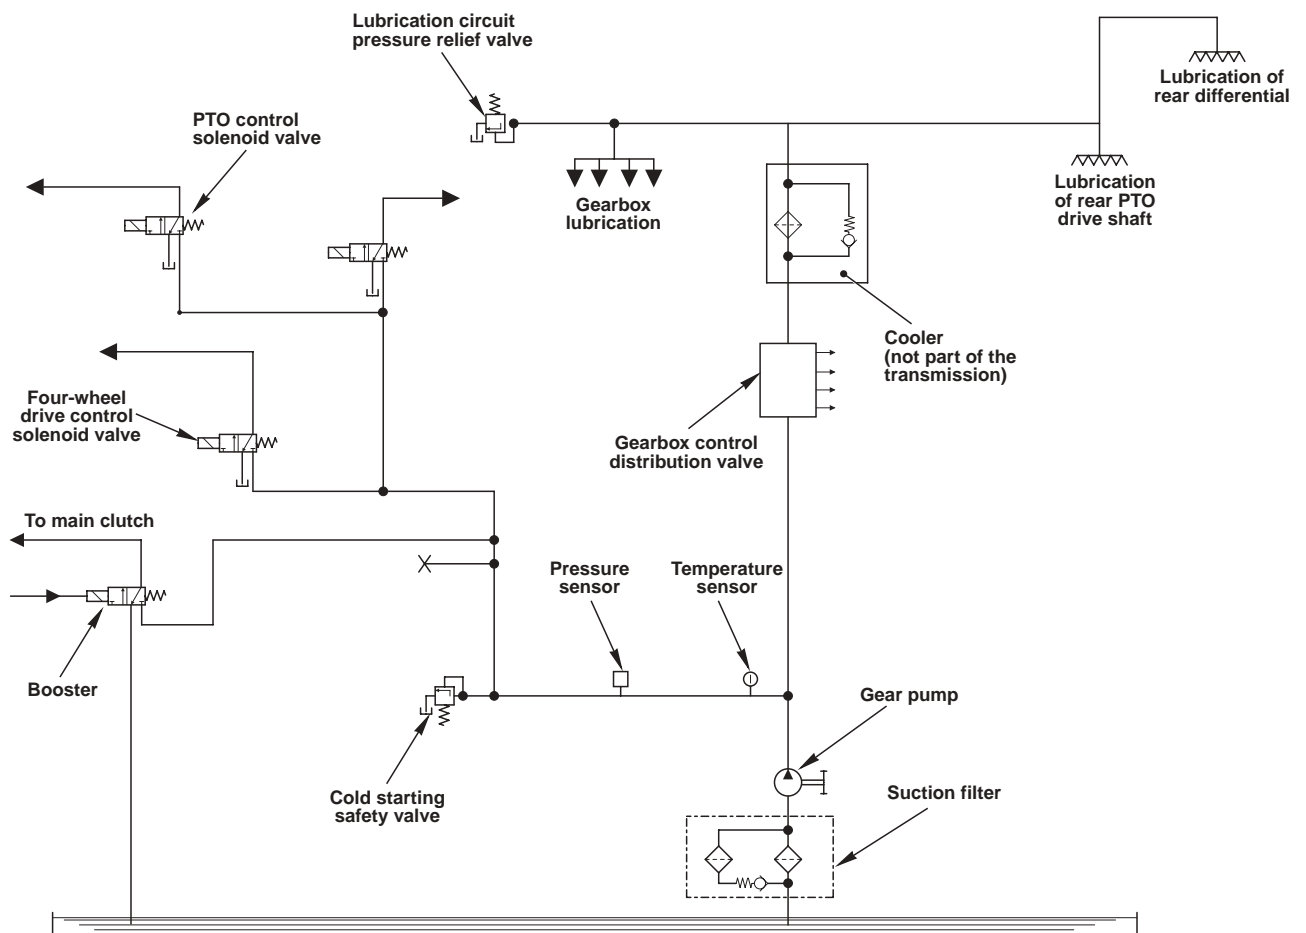 Lubrication circuit
pressure relief valve
Lubrication of
rear differential
PTO control
solenoid valve
Gearbox
lubrication
Lubrication
of rear PTO
drive shaft
Cooler
(not part of the
transmission)
Four-wheel
drive control
solenoid valve
Gearbox control
distribution valve
To main clutch
Pressure
sensor
Temperature
sensor
Booster
Gear pump
Cold starting
safety valve
Suction filter